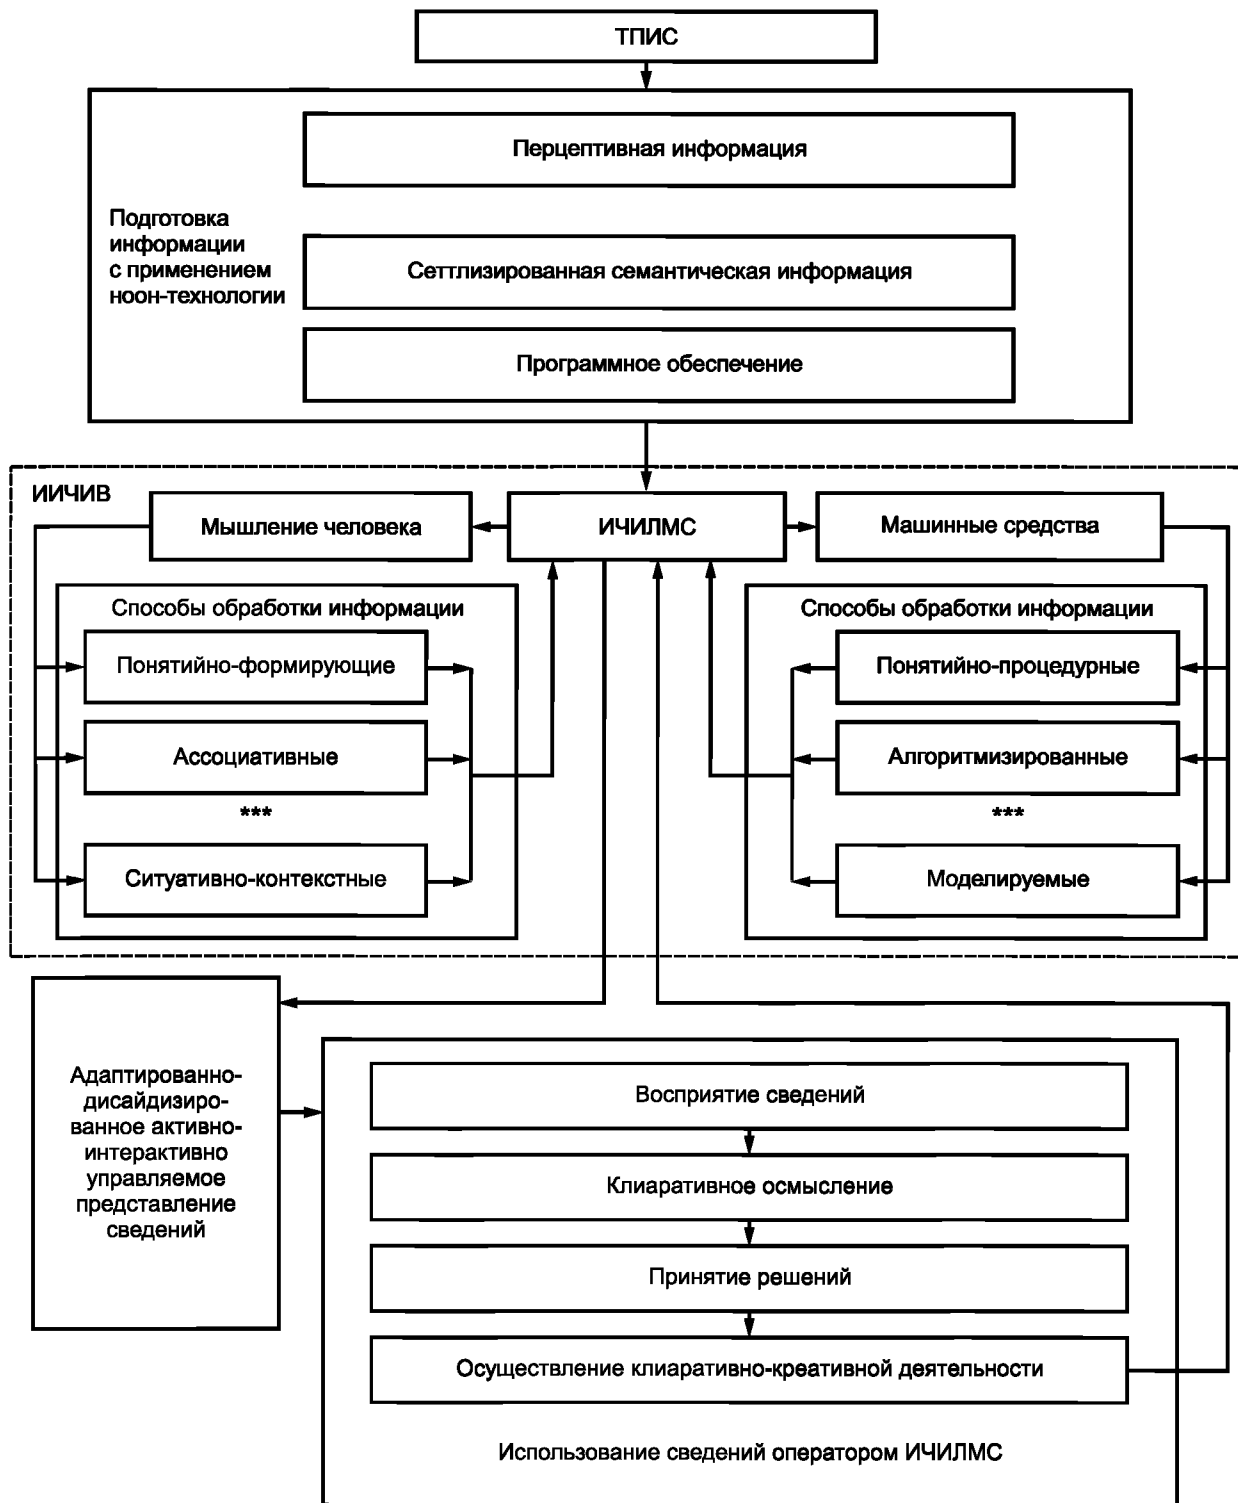 ТПИС
Перцептивная информация
Подготовка
информации
с применением
ноон-технологии
Сеттлизированная семантическая информация
Программное обеспечение
ИИЧИВ
Мышление человека
ИЧИЛМС
Машинные средства
Способы обработки информации
Понятийно-формирующие
Ассоциативные
***
Ситуативно-контекстные
Способы обработки информации
Понятийно-процедурные
Алгоритмизированные
***
Моделируемые
Адаптированно-
дисайдизиро-
ванное активно-
интерактивно
управляемое
представление
сведений
Восприятие сведений
Клиаративное осмысление
Принятие решений
Осуществление клиаративно-креативной деятельности
Использование сведений оператором ИЧИЛМС